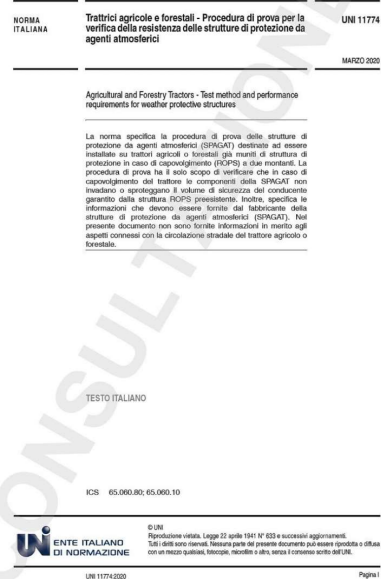 NORMA
ITALIANA
Trattrici agricole e forestali - Procedura di prova per la
verifica della resistenza delle strutture di protezione da
agenti atmosferici
UNI 11774
MARZO 2020
Agricultural and Forestry Tractors - Test method and performance
requirements for weather protective structures
La norma specifica la procedura di prova delle strutture di
protezione da agenti atmosferici (SPAGAT) destinate ad essere
installate su trattori agricoli o forestali già muniti di struttura di
protezione in caso di capovolgimento (ROPS) a due montanti. La
procedura di prova ha il solo scopo di verificare che in caso di
capovolgimento del trattore le componenti della SPAGAT non
invadano o sproteggano il volume di sicurezza del conducente
garantito dalla struttura ROPS preesistente. Inoltre, specifica le
informazioni che devono essere fornite dal fabbricante della
struttura di protezione da agenti atmosferici (SPAGAT). Nel
presente documento non sono fornite informazioni in merito agli
aspetti connessi con la circolazione stradale del trattore agricolo o
forestale.
TESTO ITALIANO
ICS 65.060.80; 65.060.10
UNI ENTE ITALIANO
DI NORMAZIONE
© UNI
Riproduzione vietata. Legge 22 aprile 1941 N° 633 e successivi aggiornamenti.
Tutti i diritti sono riservati. Nessuna parte del presente documento può essere riprodotta o diffusa
con un mezzo qualsiasi, fotocopie, microfilm o altro, senza il consenso scritto dell'UNI.
UNI 11774:2020
Pagina I
CONSULTAZIONE